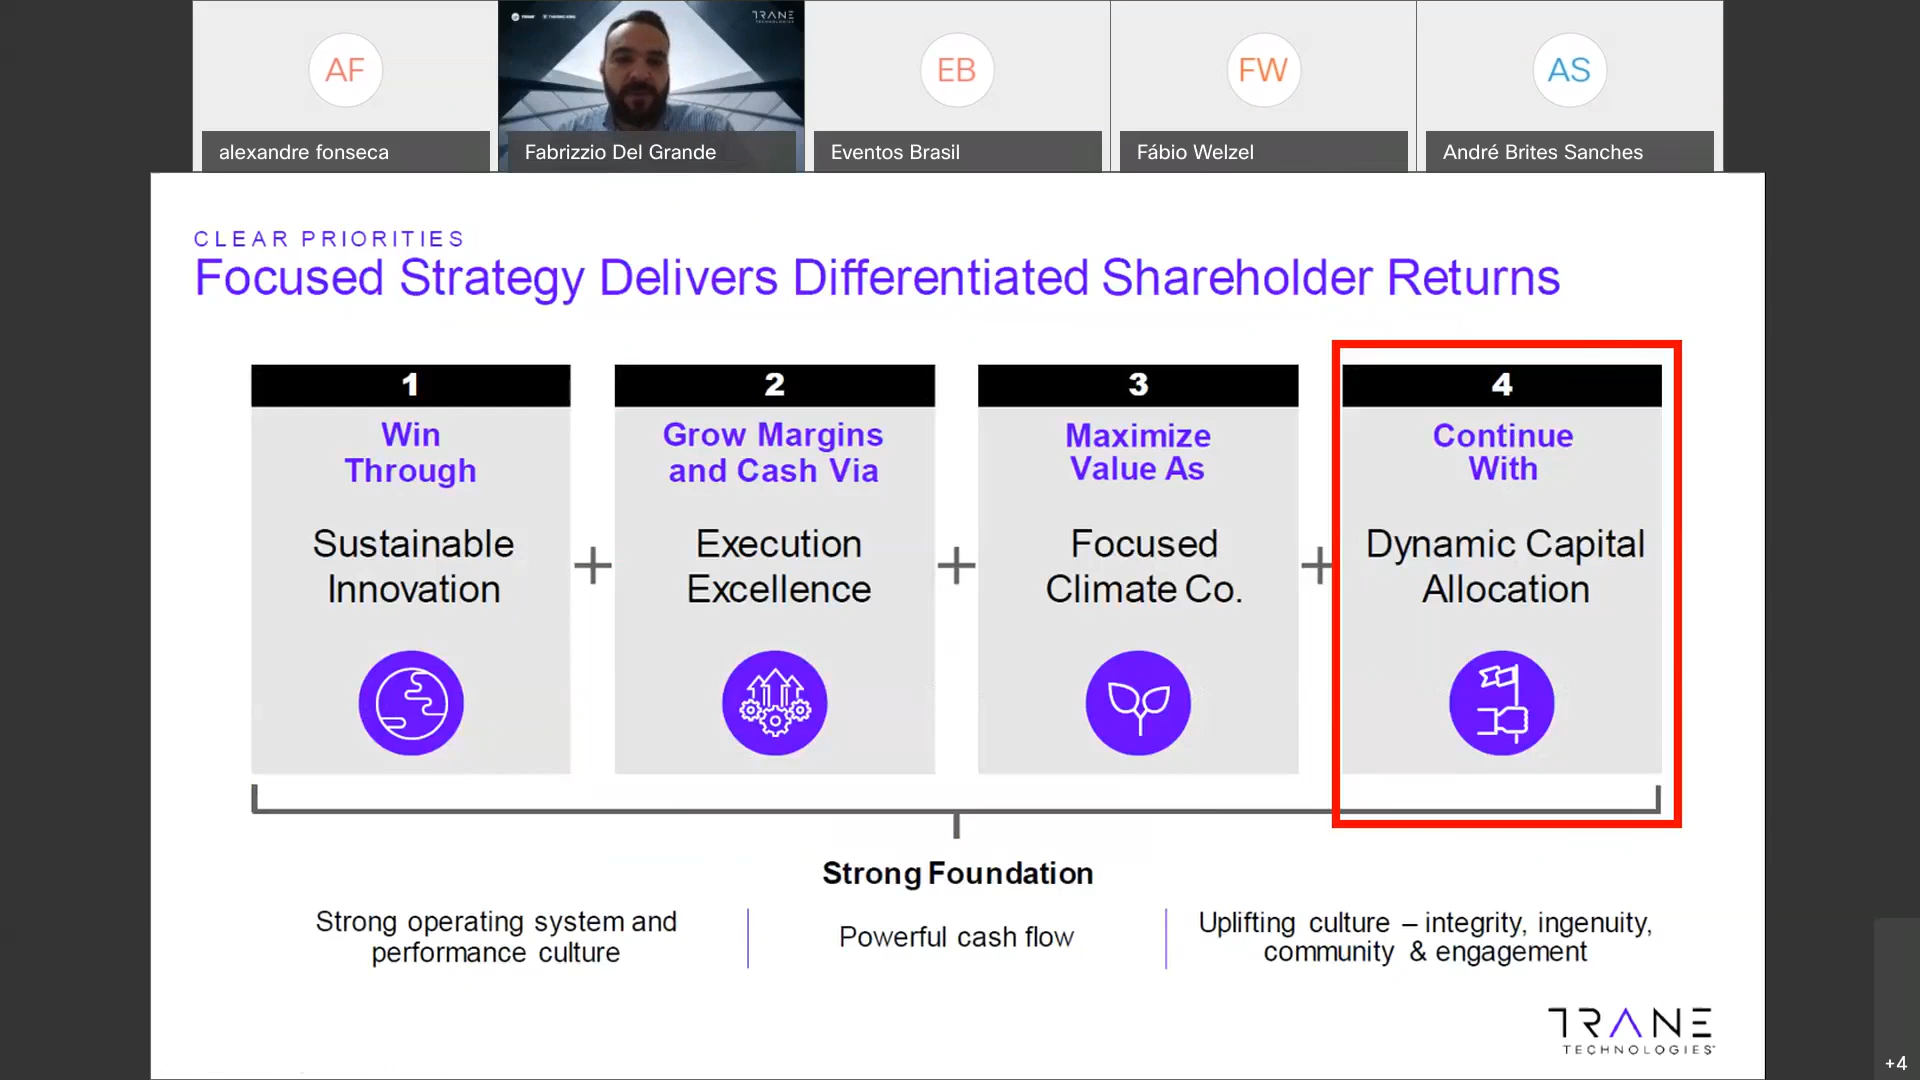 TRANE
TECHNOLOGIES
AF
EB
FW
AS
alexandre fonseca
Fabrizzio Del Grande
Eventos Brasil
Fábio Welzel
André Brites Sanches
CLEAR PRIORITIES
Focused Strategy Delivers Differentiated Shareholder Returns
1
Win
Through
Sustainable
Innovation
+
2
Grow Margins
and Cash Via
Execution
Excellence
+
3
Maximize
Value As
Focused
Climate Co.
+
4
Continue
With
Dynamic Capital
Allocation
Strong Foundation
Strong operating system and
performance culture
Powerful cash flow
Uplifting culture – integrity, ingenuity,
community & engagement
TRANE
TECHNOLOGIES
+4